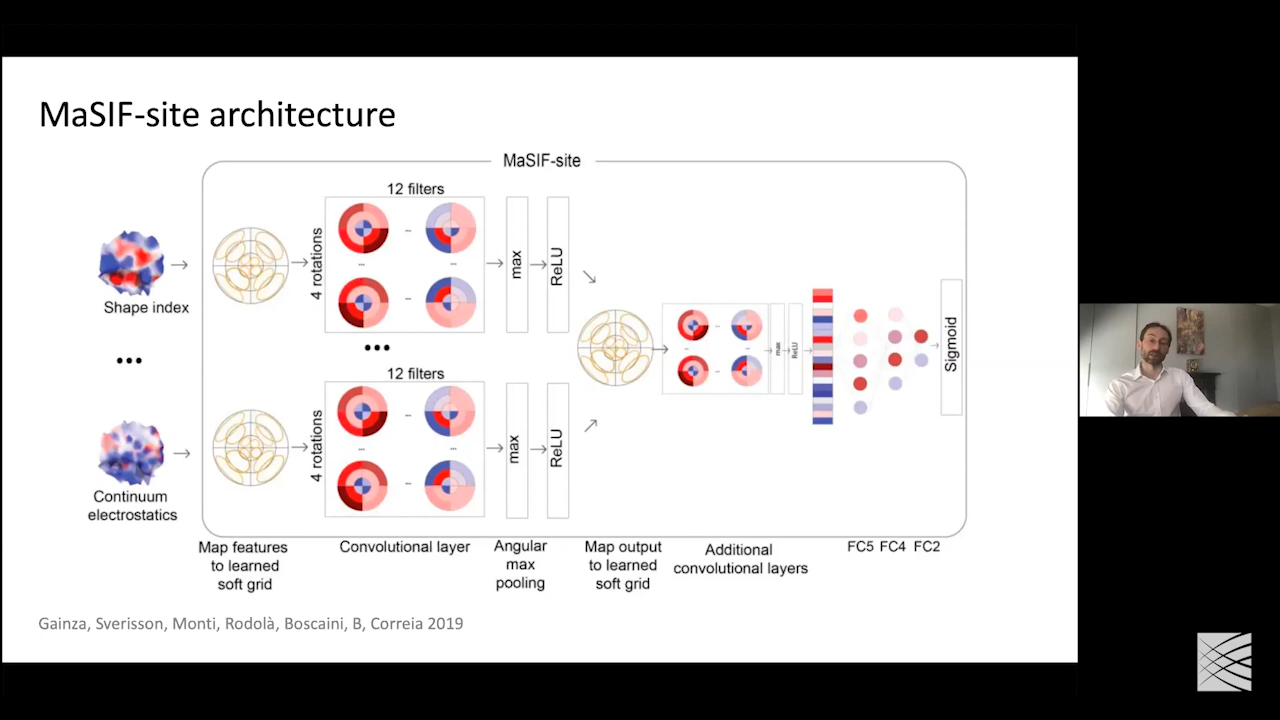 MaSIF-site architecture
MaSIF-site
12 filters
4 rotations
max
ReLU
Shape index
•••
•••
12 filters
4 rotations
max
ReLU
Continuum
electrostatics
max
ReLU
Sigmoid
Map features
to learned
soft grid
Convolutional layer
Angular
max
pooling
Map output
to learned
soft grid
Additional
convolutional layers
FC5 FC4 FC2
Gainza, Sverisson, Monti, Rodolà, Boscaini, B, Correia 2019